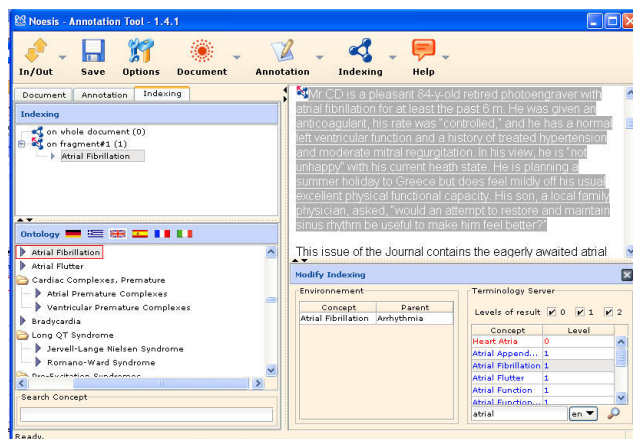 Noesis - Annotation Tool - 1.4.1
In/Out Save Options Document Annotation Indexing Help
Document Annotation Indexing
Indexing
on whole document (0)
on fragment#1 (1)
Atrial Fibrillation
Ontology
Atrial Fibrillation
Atrial Flutter
Cardiac Complexes, Premature
Atrial Premature Complexes
Ventricular Premature Complexes
Bradycardia
Long QT Syndrome
Jervell-Lange Nielsen Syndrome
Romano-Ward Syndrome
Pre-Excitation Syndromes
Search Concept
Ready.
Mr CD is a pleasant 84-y-old retired photoengraver with
atrial fibrillation for at least the past 6 m. He was given an
anticoagulant, his rate was "controlled," and he has a normal
left ventricular function and a history of treated hypertension
and moderate mitral regurgitation. In his view, he is "not
unhappy" with his current heath state. He is planning a
summer holiday to Greece but does feel mildly off his usual
excellent physical functional capacity. His son, a local family
physician, asked, "would an attempt to restore and maintain
sinus rhythm be useful to make him feel better?"
This issue of the Journal contains the eagerly awaited atrial
Modify Indexing
Environnement
Concept Parent
Atrial Fibrillation Arrhythmia
Terminology Server
Levels of result 0 1 2
Concept Level
Heart Atria 0
Atrial Append... 1
Atrial Fibrillation 1
Atrial Flutter 1
Atrial Function 1
Atrial Function... 1
atrial en